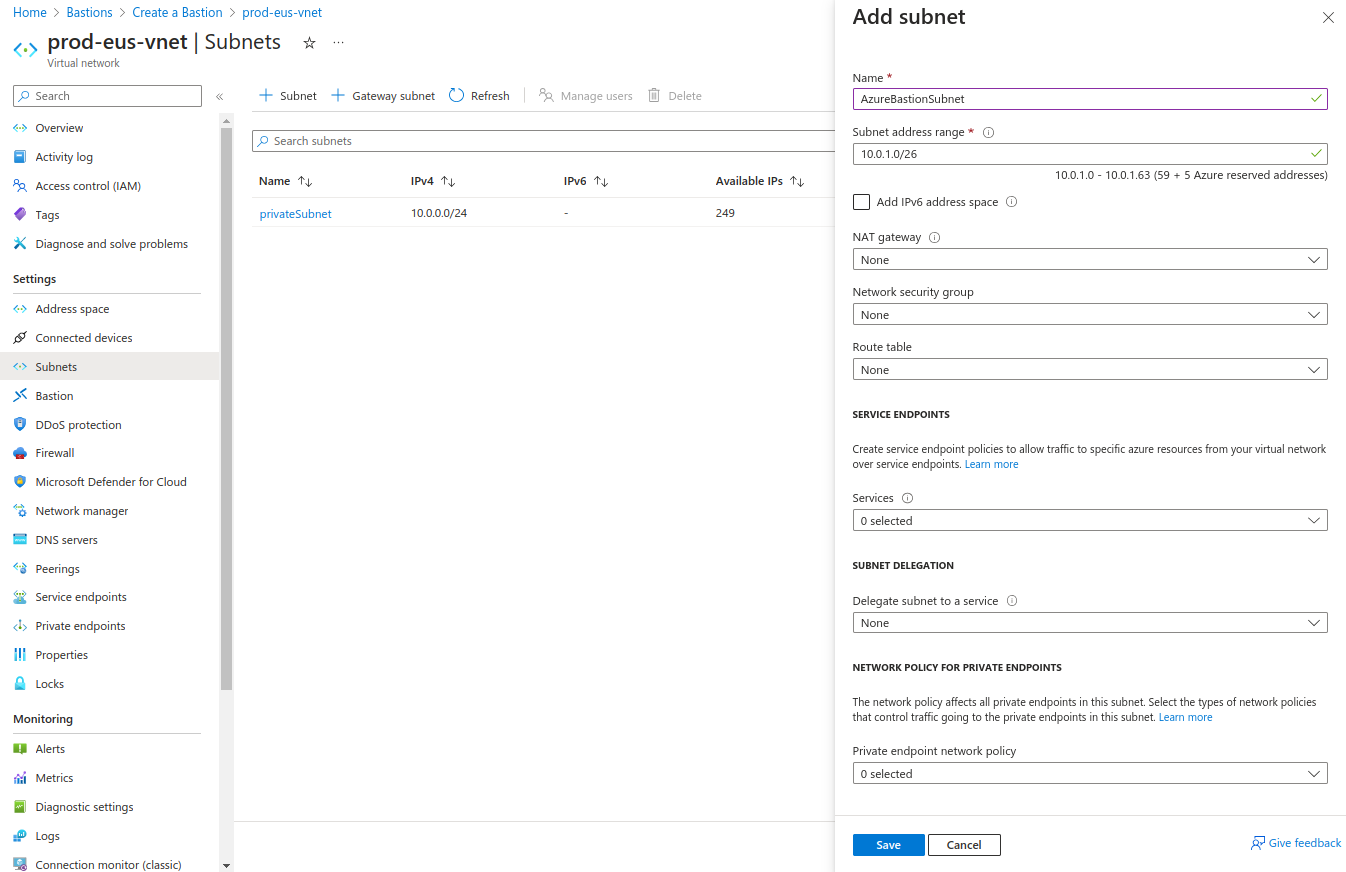 Home > Bastions > Create a Bastion > prod-eus-vnet
prod-eus-vnet | Subnets ☆ ...
Virtual network
Search «
Overview
Activity log
Access control (IAM)
Tags
Diagnose and solve problems
Settings
Address space
Connected devices
Subnets
Bastion
DDoS protection
Firewall
Microsoft Defender for Cloud
Network manager
DNS servers
Peerings
Service endpoints
Private endpoints
Properties
Locks
Monitoring
Alerts
Metrics
Diagnostic settings
Logs
Connection monitor (classic)
+ Subnet + Gateway subnet Refresh Manage users Delete
Search subnets
Name ↑↓ IPv4 ↑↓ IPv6 ↑↓ Available IPs ↑↓
privateSubnet 10.0.0.0/24 - 249
Add subnet
Name *
AzureBastionSubnet
Subnet address range *
10.0.1.0/26
10.0.1.0 - 10.0.1.63 (59 + 5 Azure reserved addresses)
Add IPv6 address space
NAT gateway
None
Network security group
None
Route table
None
SERVICE ENDPOINTS
Create service endpoint policies to allow traffic to specific azure resources from your virtual network
over service endpoints. Learn more
Services
0 selected
SUBNET DELEGATION
Delegate subnet to a service
None
NETWORK POLICY FOR PRIVATE ENDPOINTS
The network policy affects all private endpoints in this subnet. Select the types of network policies
that control traffic going to the private endpoints in this subnet. Learn more
Private endpoint network policy
0 selected
Save Cancel Give feedback